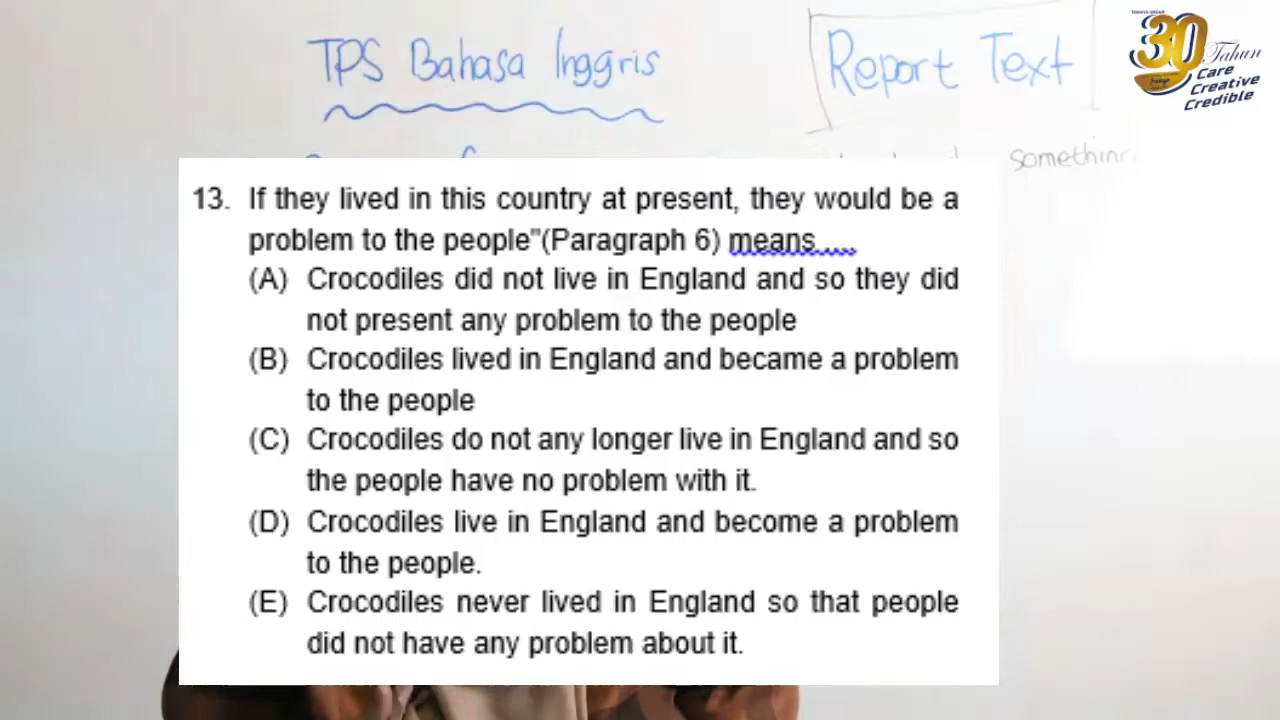 TPS Bahasa Inggris
Report Text
TRIDAYA GROUP
30 Tahun
Care
Creative
Credible
something
13. If they lived in this country at present, they would be a
problem to the people"(Paragraph 6) means.....
(A) Crocodiles did not live in England and so they did
not present any problem to the people
(B) Crocodiles lived in England and became a problem
to the people
(C) Crocodiles do not any longer live in England and so
the people have no problem with it.
(D) Crocodiles live in England and become a problem
to the people.
(E) Crocodiles never lived in England so that people
did not have any problem about it.